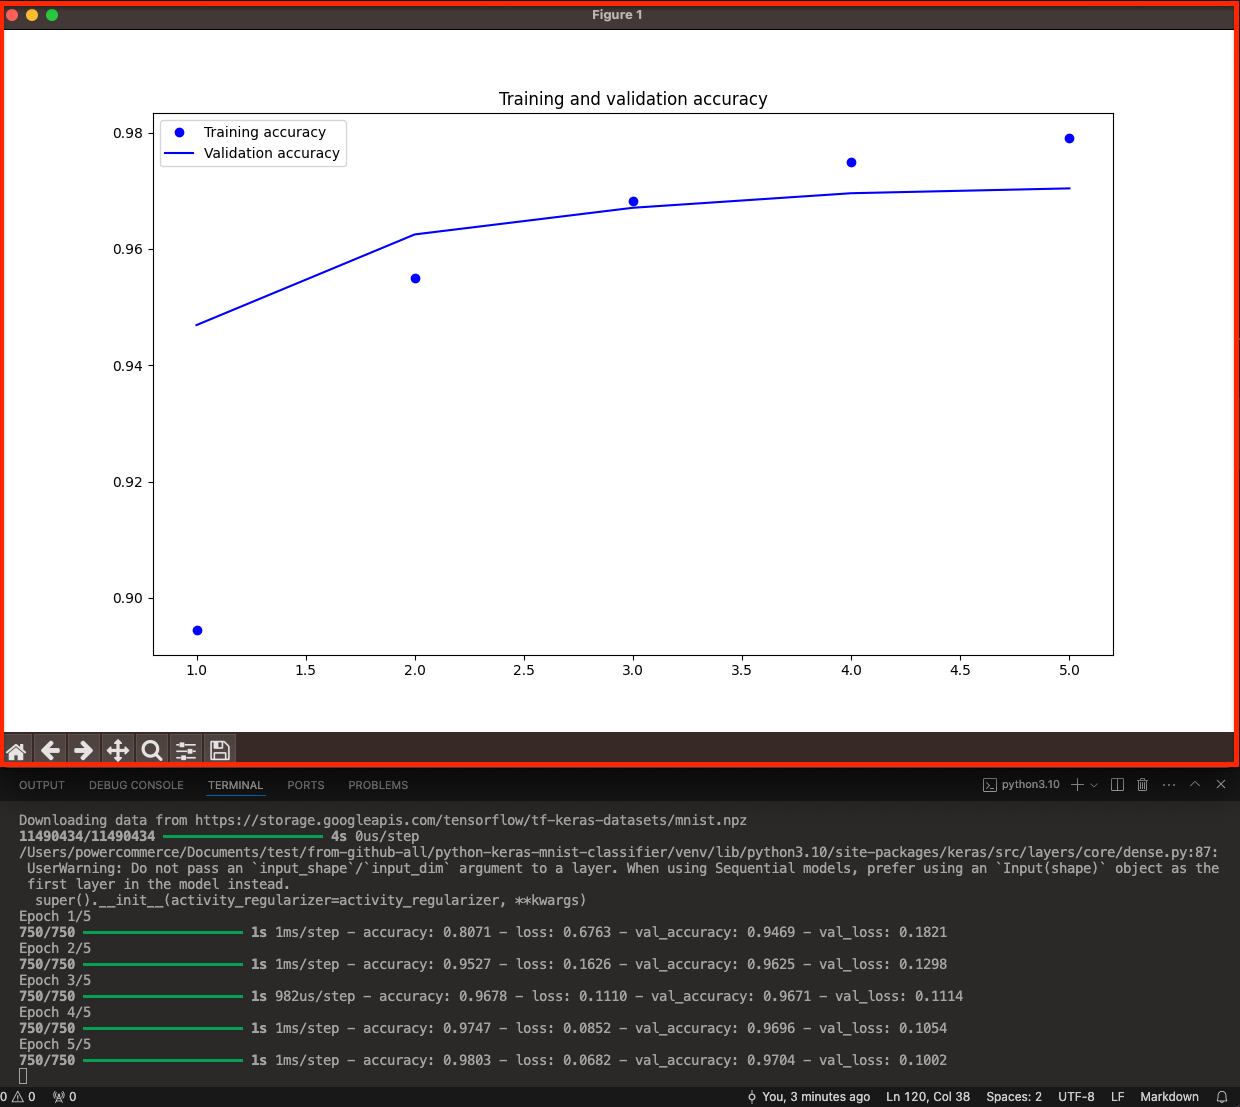 Figure 1
Training and validation accuracy
Training accuracy
Validation accuracy
0.98
0.96
0.94
0.92
0.90
1.0 1.5 2.0 2.5 3.0 3.5 4.0 4.5 5.0
OUTPUT DEBUG CONSOLE TERMINAL PORTS PROBLEMS python3.10
Downloading data from https://storage.googleapis.com/tensorflow/tf-keras-datasets/mnist.npz
11490434/11490434 4s 0us/step
/Users/powercommerce/Documents/test/from-github-all/python-keras-mnist-classifier/venv/lib/python3.10/site-packages/keras/src/layers/core/dense.py:87:
UserWarning: Do not pass an `input_shape`/`input_dim` argument to a layer. When using Sequential models, prefer using an `Input(shape)` object as the
first layer in the model instead.
super().__init__(activity_regularizer=activity_regularizer, **kwargs)
Epoch 1/5
750/750 1s 1ms/step - accuracy: 0.8071 - loss: 0.6763 - val_accuracy: 0.9469 - val_loss: 0.1821
Epoch 2/5
750/750 1s 1ms/step - accuracy: 0.9527 - loss: 0.1626 - val_accuracy: 0.9625 - val_loss: 0.1298
Epoch 3/5
750/750 1s 982us/step - accuracy: 0.9678 - loss: 0.1110 - val_accuracy: 0.9671 - val_loss: 0.1114
Epoch 4/5
750/750 1s 1ms/step - accuracy: 0.9747 - loss: 0.0852 - val_accuracy: 0.9696 - val_loss: 0.1054
Epoch 5/5
750/750 1s 1ms/step - accuracy: 0.9803 - loss: 0.0682 - val_accuracy: 0.9704 - val_loss: 0.1002
0 0 0 You, 3 minutes ago Ln 120, Col 38 Spaces: 2 UTF-8 LF Markdown